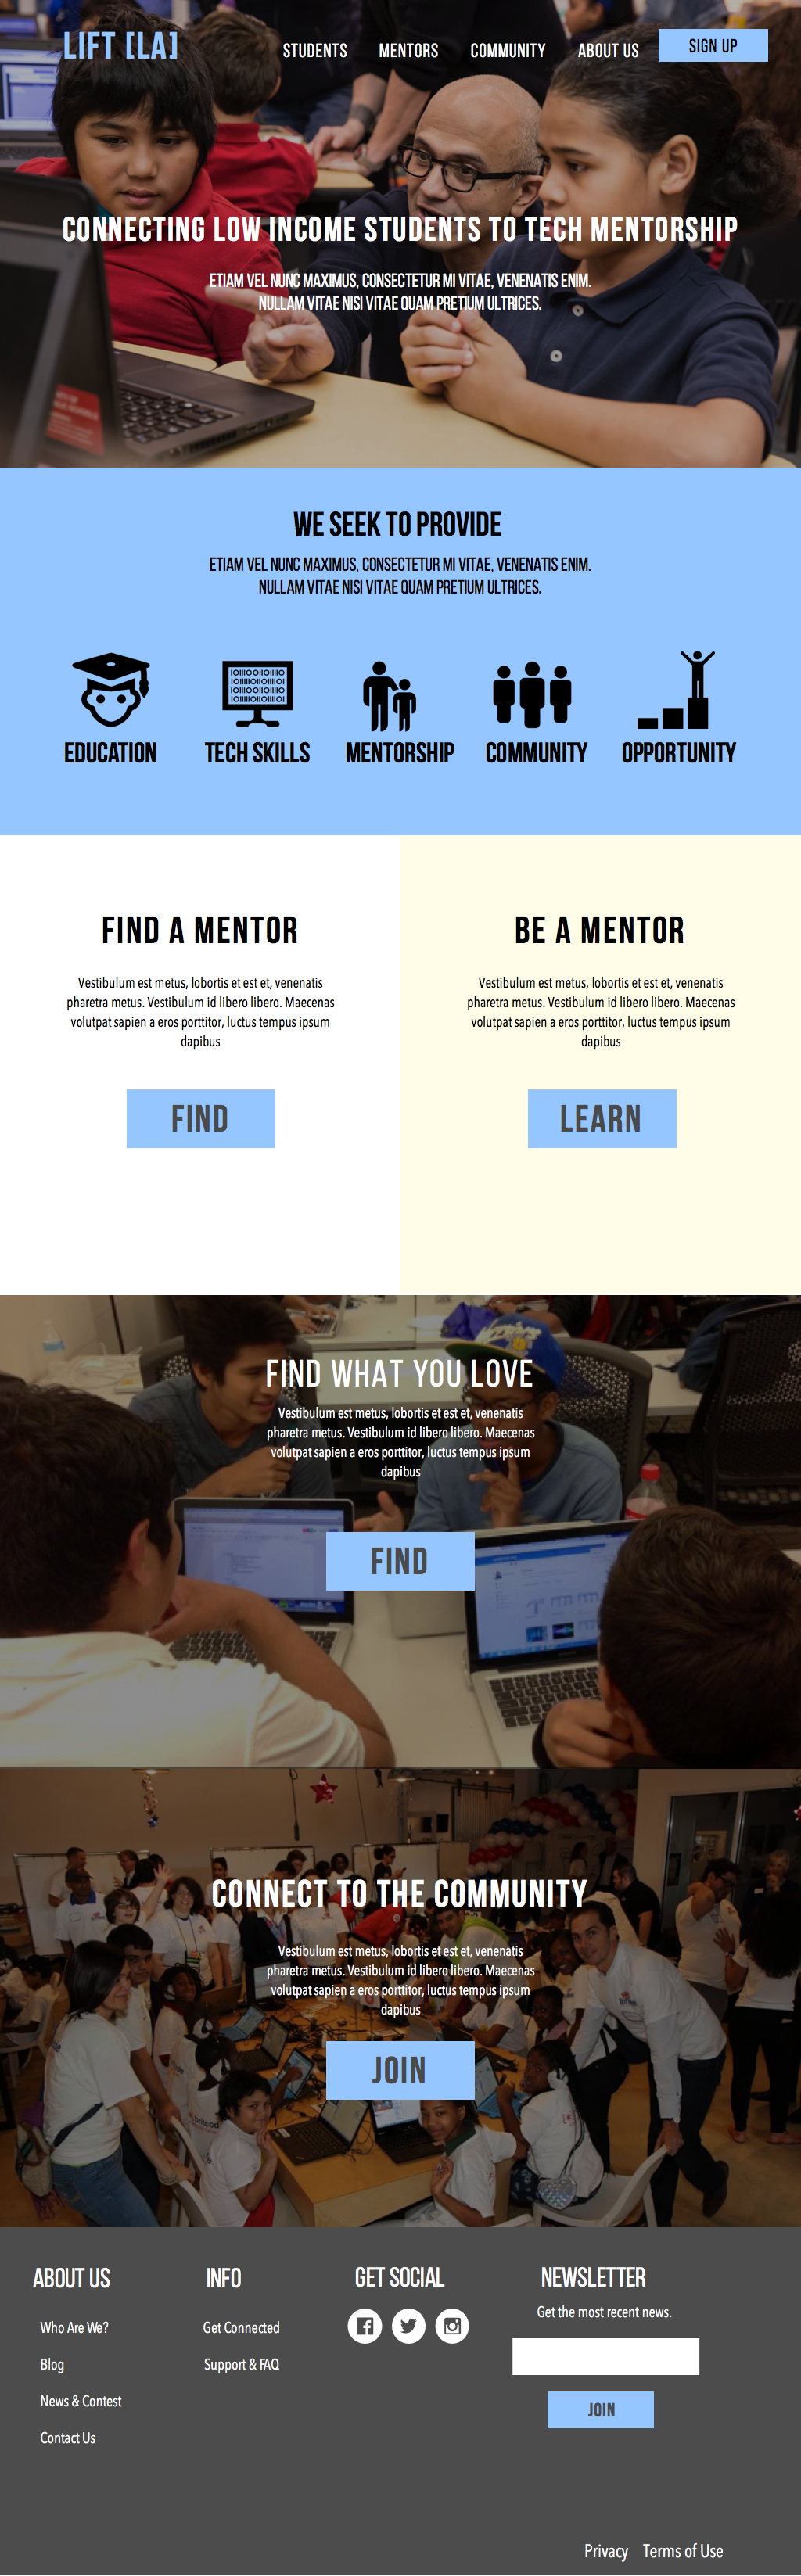 LIFT [LA]
STUDENTS MENTORS COMMUNITY ABOUT US SIGN UP
CONNECTING LOW INCOME STUDENTS TO TECH MENTORSHIP
ETIAM VEL NUNC MAXIMUS, CONSECTETUR MI VITAE, VENENATIS ENIM.
NULLAM VITAE NISI VITAE QUAM PRETIUM ULTRICES.
WE SEEK TO PROVIDE
ETIAM VEL NUNC MAXIMUS, CONSECTETUR MI VITAE, VENENATIS ENIM.
NULLAM VITAE NISI VITAE QUAM PRETIUM ULTRICES.
EDUCATION TECH SKILLS MENTORSHIP COMMUNITY OPPORTUNITY
FIND A MENTOR
Vestibulum est metus, lobortis et est et, venenatis
pharetra metus. Vestibulum id libero libero. Maecenas
volutpat sapien a eros porttitor, luctus tempus ipsum
dapibus
FIND
BE A MENTOR
Vestibulum est metus, lobortis et est et, venenatis
pharetra metus. Vestibulum id libero libero. Maecenas
volutpat sapien a eros porttitor, luctus tempus ipsum
dapibus
LEARN
FIND WHAT YOU LOVE
Vestibulum est metus, lobortis et est et, venenatis
pharetra metus. Vestibulum id libero libero. Maecenas
volutpat sapien a eros porttitor, luctus tempus ipsum
dapibus
FIND
CONNECT TO THE COMMUNITY
Vestibulum est metus, lobortis et est et, venenatis
pharetra metus. Vestibulum id libero libero. Maecenas
volutpat sapien a eros porttitor, luctus tempus ipsum
dapibus
JOIN
ABOUT US
Who Are We?
Blog
News & Contest
Contact Us
INFO
Get Connected
Support & FAQ
GET SOCIAL
NEWSLETTER
Get the most recent news.
JOIN
Privacy Terms of Use